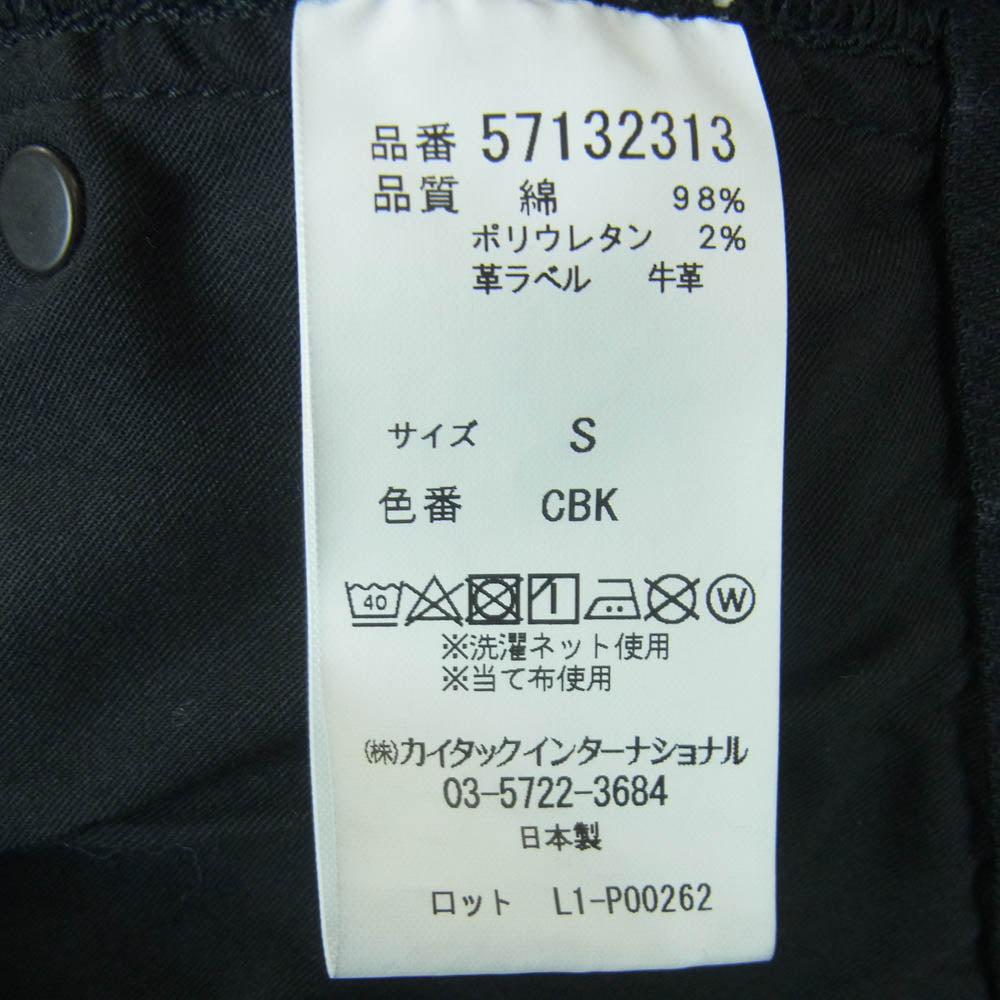 品番 57132313
品質 綿 98%
ポリウレタン 2%
革ラベル 牛革
サイズ S
色番 CBK
40 W
※洗濯ネット使用
※当て布使用
㈱カイタックインターナショナル
03-5722-3684
日本製
ロット L1-P00262